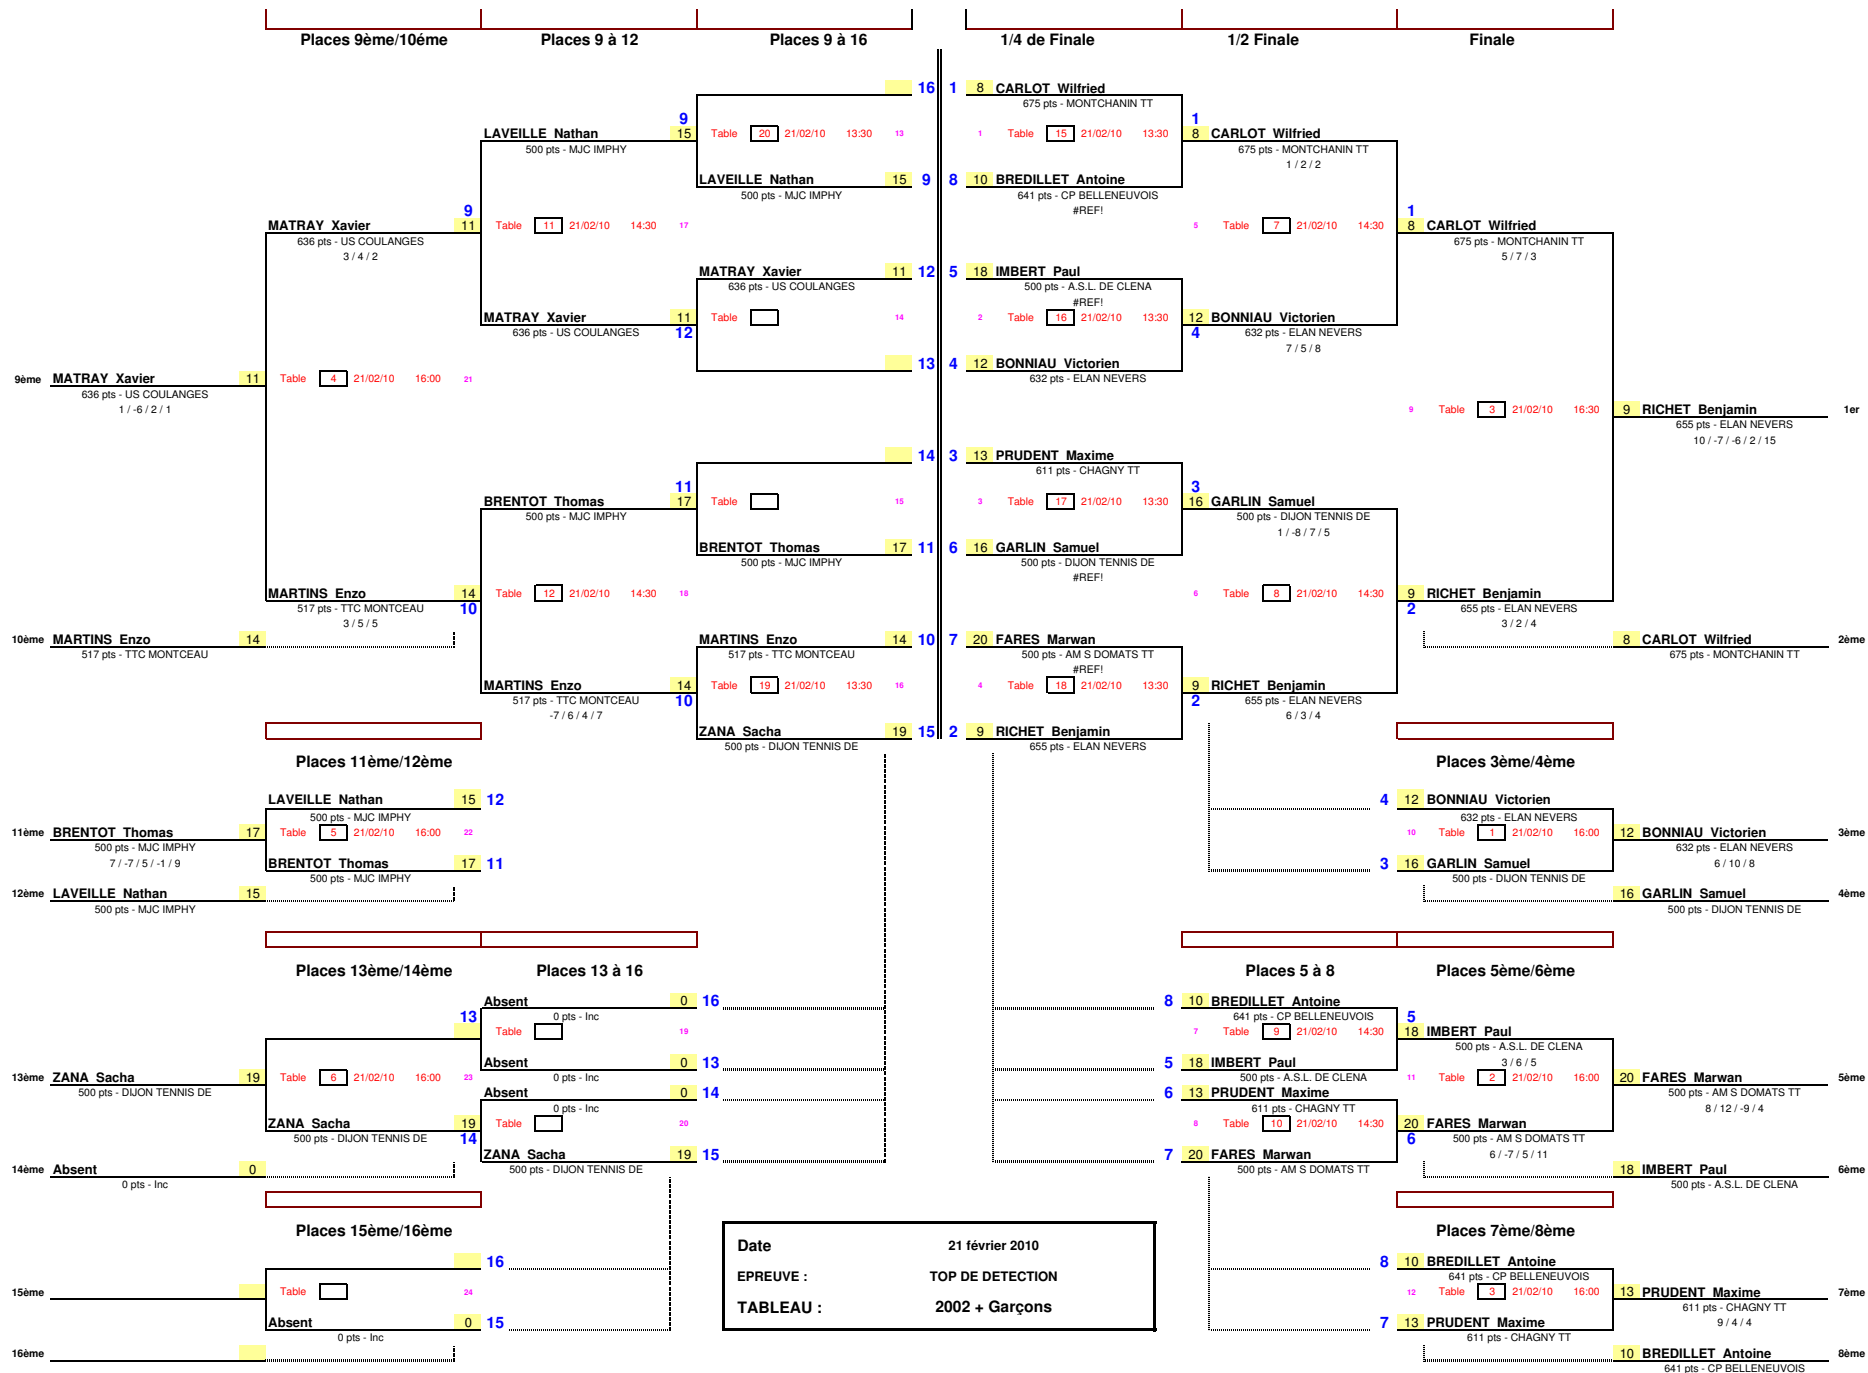 Places 9ème/10éme Places 9 à 12 Places 9 à 16 1/4 de Finale 1/2 Finale Finale
16 1 8 CARLOT Wilfried
675 pts - MONTCHANIN TT
9 1
LAVEILLE Nathan 15 Table 20 21/02/10 13:30 13 1 Table 15 21/02/10 13:30 8 CARLOT Wilfried
500 pts - MJC IMPHY 675 pts - MONTCHANIN TT
1 / 2 / 2
LAVEILLE Nathan 15 9 8 10 BREDILLET Antoine
500 pts - MJC IMPHY 641 pts - CP BELLENEUVOIS
9 #REF! 1
MATRAY Xavier 11 Table 11 21/02/10 14:30 17 5 Table 7 21/02/10 14:30 8 CARLOT Wilfried
636 pts - US COULANGES 675 pts - MONTCHANIN TT
3 / 4 / 2 5 / 7 / 3
MATRAY Xavier 11 12 5 18 IMBERT Paul
636 pts - US COULANGES 500 pts - A.S.L. DE CLENA
#REF!
MATRAY Xavier 11 Table 14 2 Table 16 21/02/10 13:30 12 BONNIAU Victorien
636 pts - US COULANGES 12 4 632 pts - ELAN NEVERS
7 / 5 / 8
13 4 12 BONNIAU Victorien
632 pts - ELAN NEVERS
9ème MATRAY Xavier 11 Table 4 21/02/10 16:00 21
636 pts - US COULANGES
1 / -6 / 2 / 1
9 Table 3 21/02/10 16:30 9 RICHET Benjamin 1er
655 pts - ELAN NEVERS
10 / -7 / -6 / 2 / 15
14 3 13 PRUDENT Maxime
611 pts - CHAGNY TT
11 3
BRENTOT Thomas 17 Table 15 3 Table 17 21/02/10 13:30 16 GARLIN Samuel
500 pts - MJC IMPHY 500 pts - DIJON TENNIS DE
1 / -8 / 7 / 5
BRENTOT Thomas 17 11 6 16 GARLIN Samuel
500 pts - MJC IMPHY 500 pts - DIJON TENNIS DE
#REF!
MARTINS Enzo 14 Table 12 21/02/10 14:30 18 6 Table 8 21/02/10 14:30 9 RICHET Benjamin
517 pts - TTC MONTCEAU 10 2 655 pts - ELAN NEVERS
3 / 5 / 5 3 / 2 / 4
10ème MARTINS Enzo 14 MARTINS Enzo 14 10 7 20 FARES Marwan 8 CARLOT Wilfried 2ème
517 pts - TTC MONTCEAU 517 pts - TTC MONTCEAU 500 pts - AM S DOMATS TT 675 pts - MONTCHANIN TT
#REF!
MARTINS Enzo 14 Table 19 21/02/10 13:30 16 4 Table 18 21/02/10 13:30 9 RICHET Benjamin
517 pts - TTC MONTCEAU 10 2 655 pts - ELAN NEVERS
-7 / 6 / 4 / 7 6 / 3 / 4
ZANA Sacha 19 15 2 9 RICHET Benjamin
500 pts - DIJON TENNIS DE 655 pts - ELAN NEVERS
Places 11ème/12ème Places 3ème/4ème
LAVEILLE Nathan 15 12 4 12 BONNIAU Victorien
500 pts - MJC IMPHY 632 pts - ELAN NEVERS
11ème BRENTOT Thomas 17 Table 5 21/02/10 16:00 22 10 Table 1 21/02/10 16:00 12 BONNIAU Victorien 3ème
500 pts - MJC IMPHY 632 pts - ELAN NEVERS
7 / -7 / 5 / -1 / 9 6 / 10 / 8
BRENTOT Thomas 17 11 3 16 GARLIN Samuel
500 pts - MJC IMPHY 500 pts - DIJON TENNIS DE
12ème LAVEILLE Nathan 15 16 GARLIN Samuel 4ème
500 pts - MJC IMPHY 500 pts - DIJON TENNIS DE
Places 13ème/14ème Places 13 à 16 Places 5 à 8 Places 5ème/6ème
Absent 0 16 8 10 BREDILLET Antoine
0 pts - Inc 641 pts - CP BELLENEUVOIS
13 5
Table 19 7 Table 9 21/02/10 14:30 18 IMBERT Paul
500 pts - A.S.L. DE CLENA
3 / 6 / 5
Absent 0 13 5 18 IMBERT Paul
0 pts - Inc 500 pts - A.S.L. DE CLENA
13ème ZANA Sacha 19 Table 6 21/02/10 16:00 23 11 Table 2 21/02/10 16:00 20 FARES Marwan 5ème
500 pts - DIJON TENNIS DE 500 pts - AM S DOMATS TT
8 / 12 / -9 / 4
Absent 0 14 6 13 PRUDENT Maxime
0 pts - Inc 611 pts - CHAGNY TT
ZANA Sacha 19 Table 20 8 Table 10 21/02/10 14:30 20 FARES Marwan
500 pts - DIJON TENNIS DE 14 6 500 pts - AM S DOMATS TT
6 / -7 / 5 / 11
ZANA Sacha 19 15 7 20 FARES Marwan
500 pts - DIJON TENNIS DE 500 pts - AM S DOMATS TT
14ème Absent 0 18 IMBERT Paul 6ème
0 pts - Inc 500 pts - A.S.L. DE CLENA
Places 15ème/16ème Places 7ème/8ème
Date 21 février 2010
16 8 10 BREDILLET Antoine
641 pts - CP BELLENEUVOIS
EPREUVE : TOP DE DETECTION
15ème Table 24 12 Table 3 21/02/10 16:00 13 PRUDENT Maxime 7ème
611 pts - CHAGNY TT
TABLEAU : 2002 + Garçons
9 / 4 / 4
Absent 0 15 7 13 PRUDENT Maxime
0 pts - Inc 611 pts - CHAGNY TT
16ème 10 BREDILLET Antoine 8ème
641 pts - CP BELLENEUVOIS